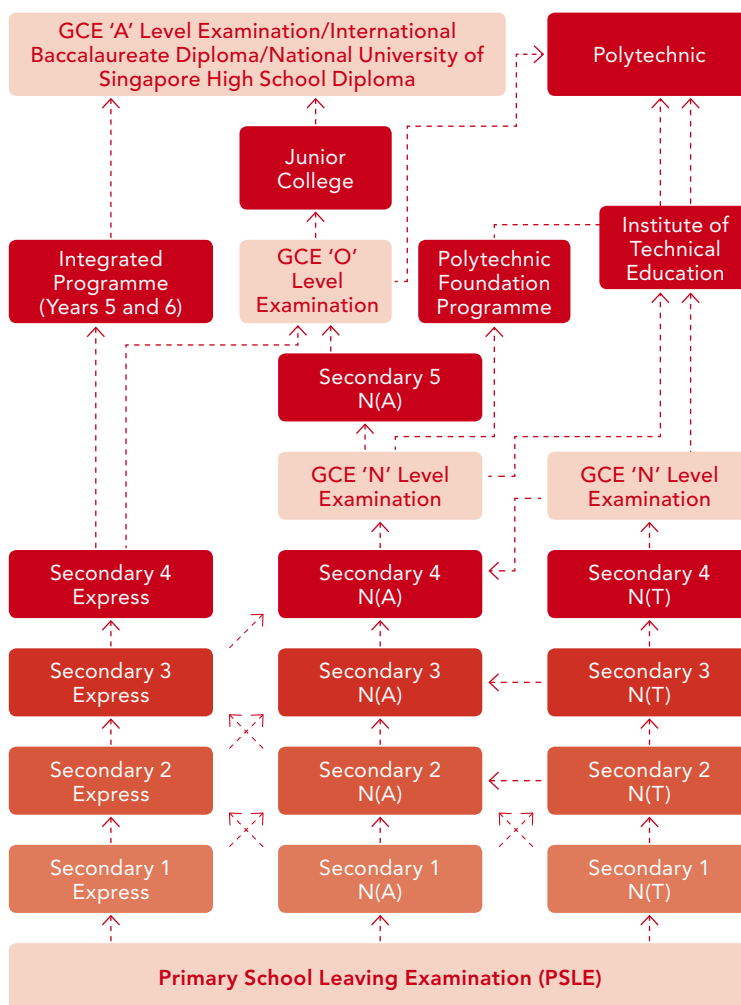 GCE ‘A’ Level Examination/International
Baccalaureate Diploma/National University of
Singapore High School Diploma
Polytechnic
Junior
College
Integrated
Programme
(Years 5 and 6)
GCE ‘O’
Level
Examination
Polytechnic
Foundation
Programme
Institute of
Technical
Education
Secondary 5
N(A)
GCE ‘N’ Level
Examination
GCE ‘N’ Level
Examination
Secondary 4
Express
Secondary 4
N(A)
Secondary 4
N(T)
Secondary 3
Express
Secondary 3
N(A)
Secondary 3
N(T)
Secondary 2
Express
Secondary 2
N(A)
Secondary 2
N(T)
Secondary 1
Express
Secondary 1
N(A)
Secondary 1
N(T)
Primary School Leaving Examination (PSLE)